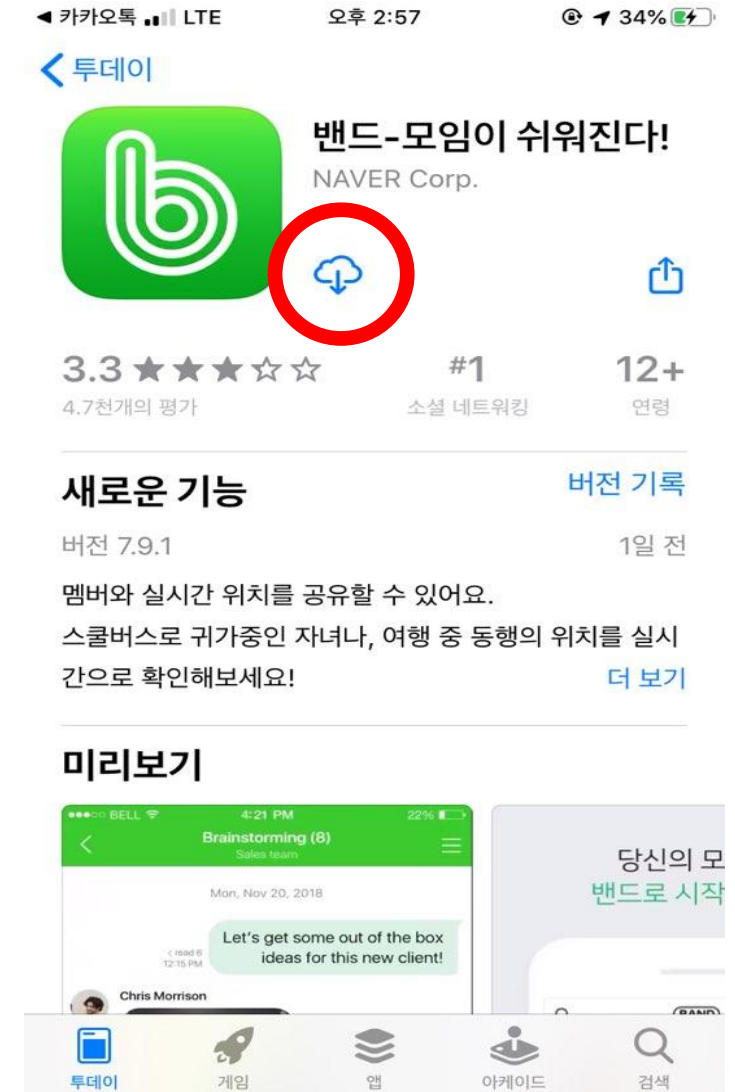 ◀ 카카오톡 LTE 오후 2:57 34%
투데이
밴드-모임이 쉬워진다!
NAVER Corp.
3.3 ★★★☆☆ #1 12+
4.7천개의 평가 소셜 네트워킹 연령
새로운 기능 버전 기록
버전 7.9.1 1일 전
멤버와 실시간 위치를 공유할 수 있어요.
스쿨버스로 귀가중인 자녀나, 여행 중 동행의 위치를 실시
간으로 확인해보세요! 더 보기
미리보기
BELL 4:21 PM 22%
Brainstorming (8)
Sales team
Mon, Nov 20, 2018
Let's get some out of the box
ideas for this new client!
read 6
12:15 PM
Chris Morrison
당신의 모
밴드로 시작
BAND
투데이 게임 앱 아케이드 검색